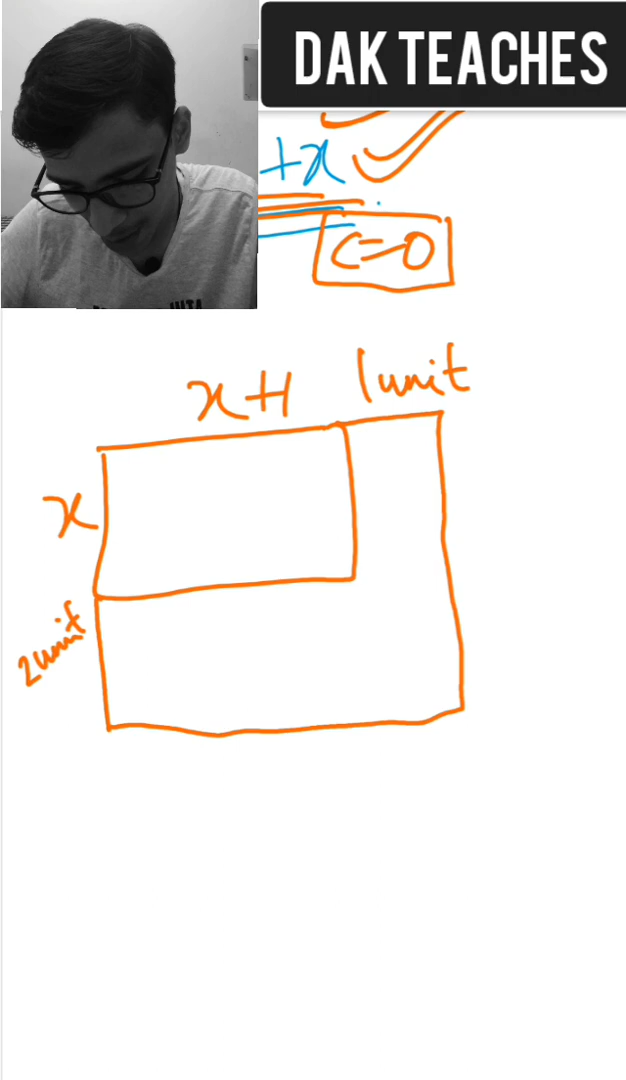 DAK TEACHES
+x
C=0
x+1 1unit
x
2unit